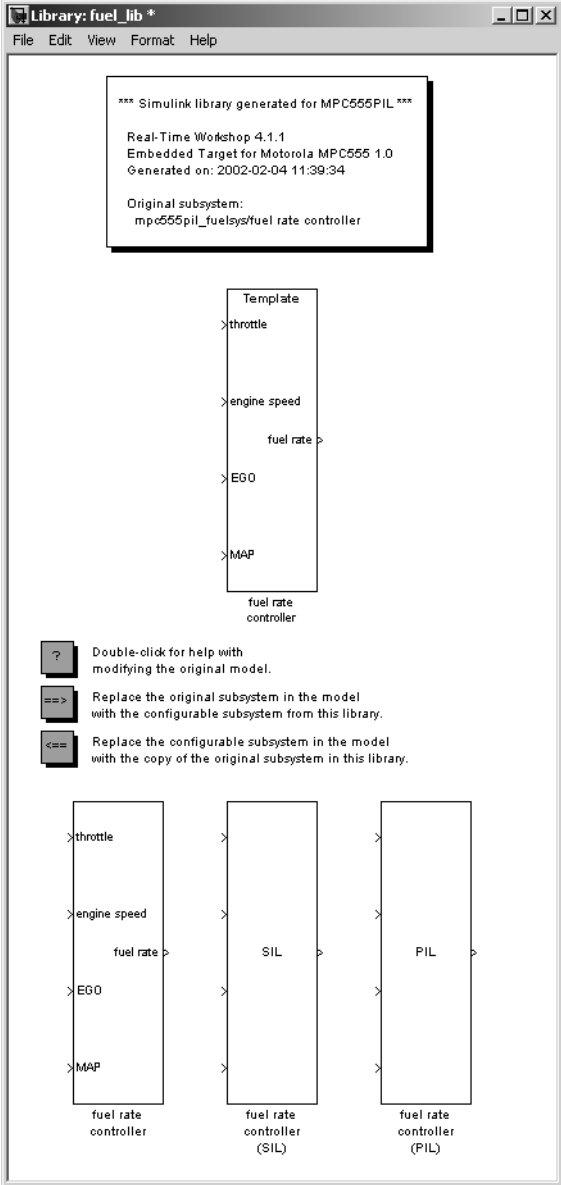 Library: fuel_lib *
File Edit View Format Help
*** Simulink library generated for MPC555PIL ***
Real-Time Workshop 4.1.1
Embedded Target for Motorola MPC555 1.0
Generated on: 2002-02-04 11:39:34
Original subsystem:
mpc555pil_fuelsys/fuel rate controller
Template
throttle
engine speed
fuel rate
EGO
MAP
fuel rate
controller
?
Double-click for help with
modifying the original model.
==>
Replace the original subsystem in the model
with the configurable subsystem from this library.
<==
Replace the configurable subsystem in the model
with the copy of the original subsystem in this library.
throttle
engine speed
fuel rate
EGO
MAP
fuel rate
controller
SIL
fuel rate
controller
(SIL)
PIL
fuel rate
controller
(PIL)